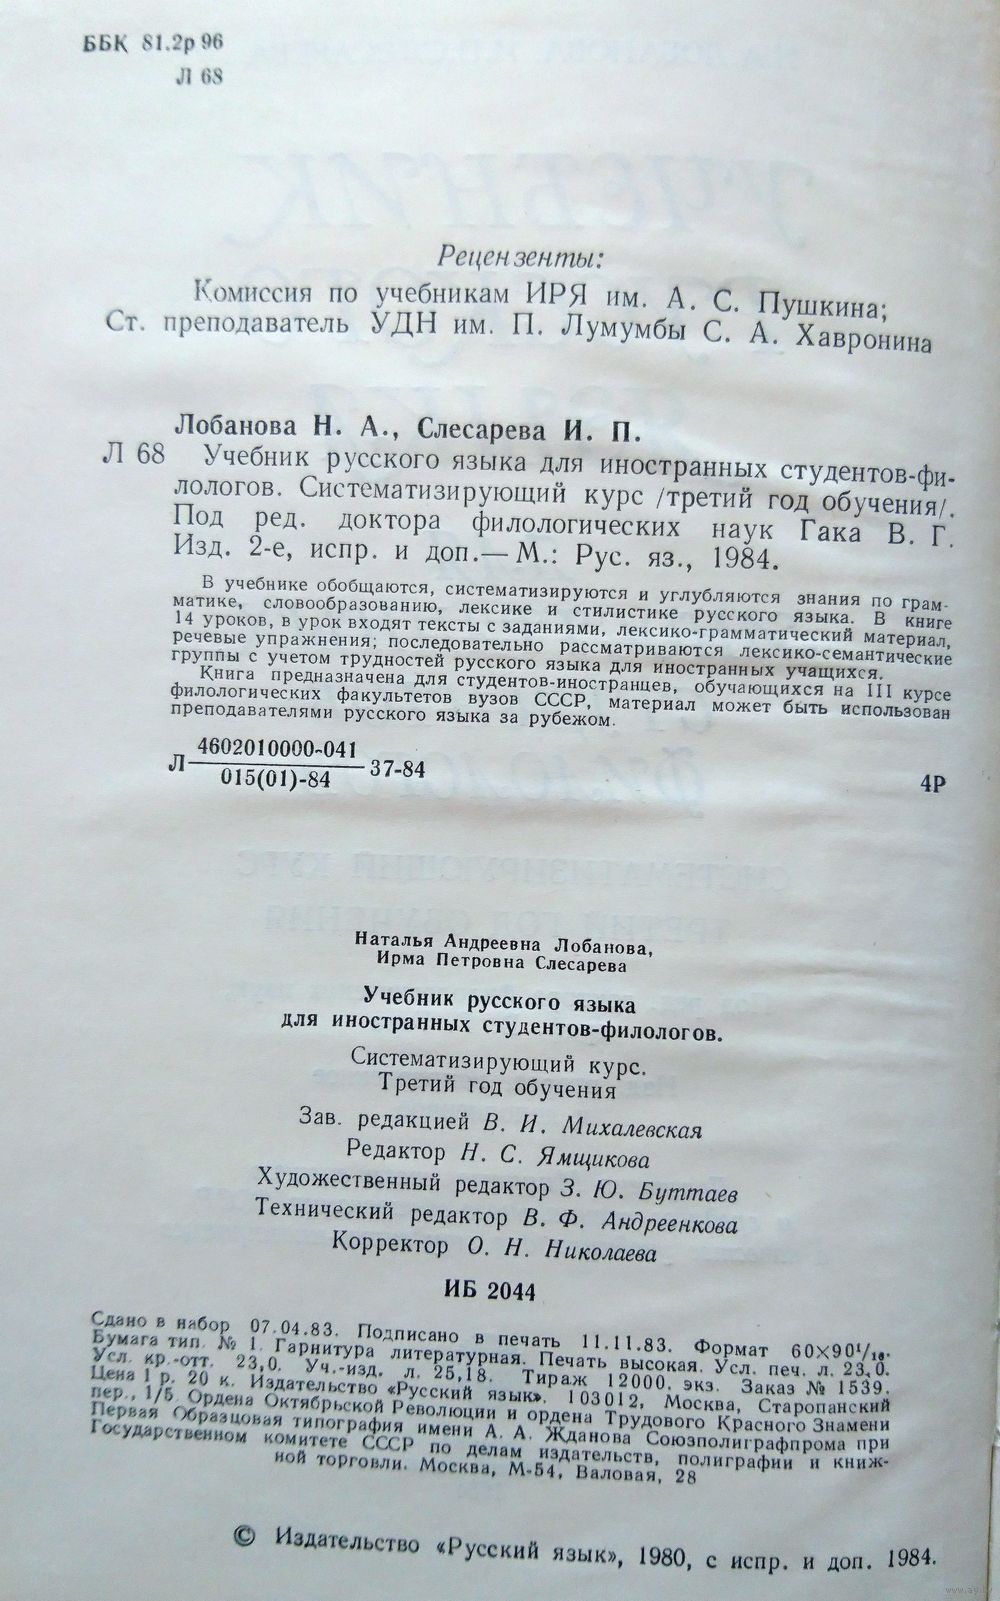 ББК 81.2р96
Л 68
Рецензенты:
Комиссия по учебникам ИРЯ им. А. С. Пушкина;
Ст. преподаватель УДН им. П. Лумумбы С. А. Хавронина
Лобанова Н. А., Слесарева И. П.
Л 68 Учебник русского языка для иностранных студентов-фи-
лологов. Систематизирующий курс /третий год обучения/.
Под ред. доктора филологических наук Гака В. Г.
Изд. 2-е, испр. и доп.— М.: Рус. яз., 1984.
В учебнике обобщаются, систематизируются и углубляются знания по грам-
матике, словообразованию, лексике и стилистике русского языка. В книге
14 уроков, в урок входят тексты с заданиями, лексико-грамматический материал,
речевые упражнения; последовательно рассматриваются лексико-семантические
группы с учетом трудностей русского языка для иностранных учащихся.
Книга предназначена для студентов-иностранцев, обучающихся на III курсе
филологических факультетов вузов СССР, материал может быть использован
преподавателями русского языка за рубежом.
Л 4602010000-041
015(01)-84 37-84
4Р
Наталья Андреевна Лобанова,
Ирма Петровна Слесарева
Учебник русского языка
для иностранных студентов-филологов.
Систематизирующий курс.
Третий год обучения
Зав. редакцией В. И. Михалевская
Редактор Н. С. Ямщикова
Художественный редактор З. Ю. Буттаев
Технический редактор В. Ф. Андреенкова
Корректор О. Н. Николаева
ИБ 2044
Сдано в набор 07.04.83. Подписано в печать 11.11.83. Формат 60×90¹/₁₆.
Бумага тип. № 1. Гарнитура литературная. Печать высокая. Усл. печ. л. 23,0.
Усл. кр.-отт. 23,0. Уч.-изд. л. 25,18. Тираж 12000. экз. Заказ № 1539.
Цена 1 р. 20 к. Издательство «Русский язык». 103012, Москва, Старопанский
пер., 1/5. Ордена Октябрьской Революции и ордена Трудового Красного Знамени
Первая Образцовая типография имени А. А. Жданова Союзполиграфпрома при
Государственном комитете СССР по делам издательств, полиграфии и книж-
ной торговли. Москва, М-54, Валовая, 28
© Издательство «Русский язык», 1980, с испр. и доп. 1984.